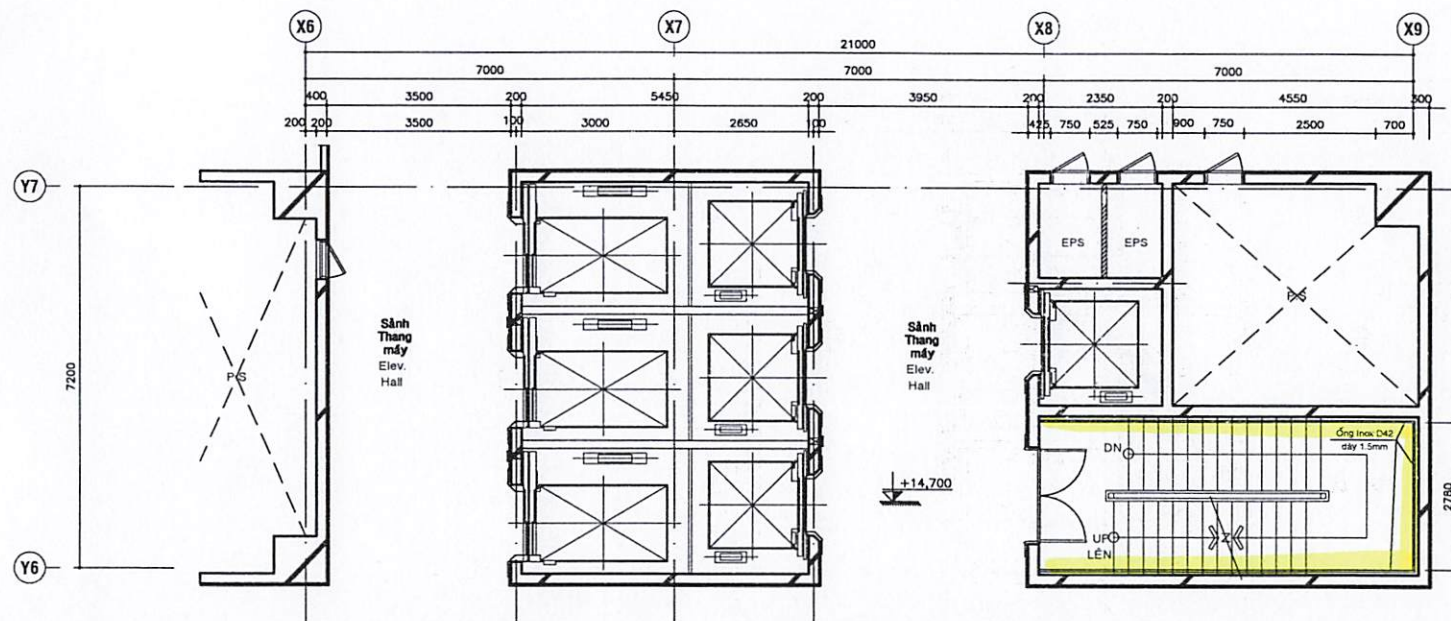 X6
X7
X8
X9
21000
7000
7000
7000
400
3500
200
5450
200
3950
200
2350
200
4550
300
200
200
3500
100
3000
2650
425
750
525
750
900
750
2500
700
Y7
7200
Y6
PS
Sảnh
Thang
máy
Elev.
Hall
Sảnh
Thang
máy
Elev.
Hall
+14,700
EPS
EPS
PS
DN
UP
LÊN
Ống Inox D42
dày 1.5mm
2780